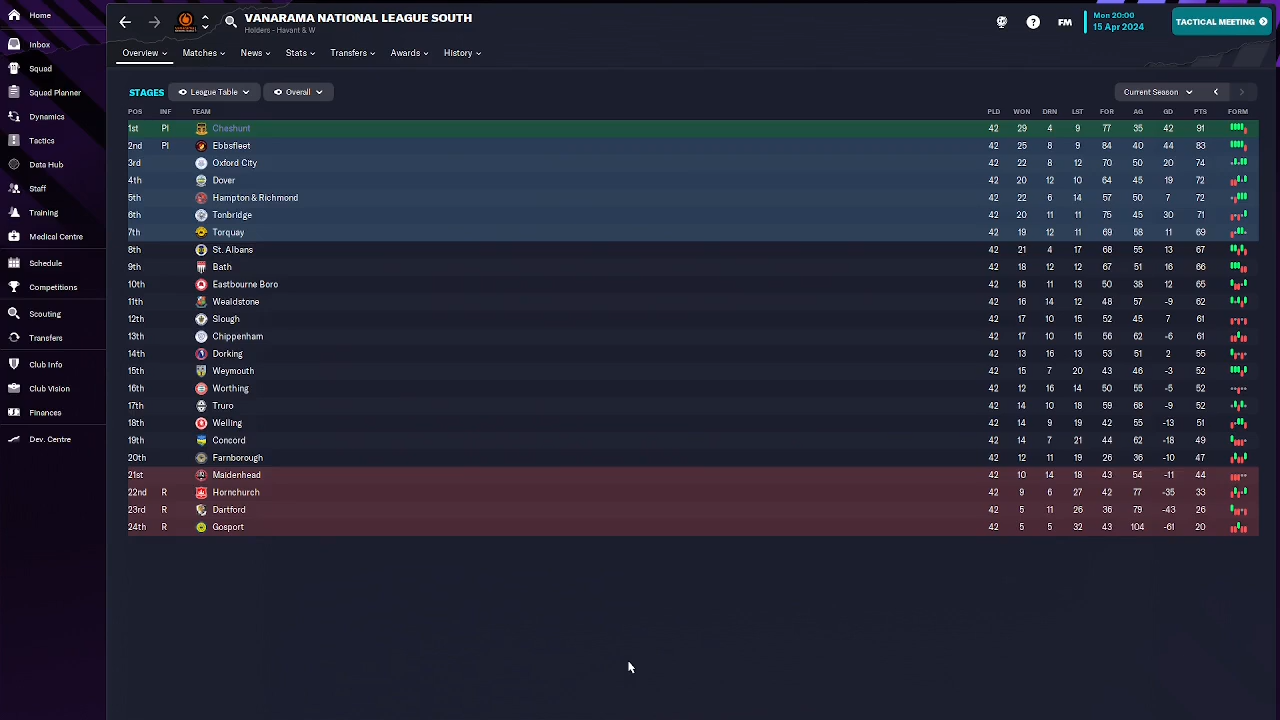 Home
VANARAMA NATIONAL LEAGUE SOUTH
Holders - Havant & W
FM
Mon 20:00
15 Apr 2024
TACTICAL MEETING
Inbox
Squad
Squad Planner
Dynamics
Tactics
Data Hub
Staff
Training
Medical Centre
Schedule
Competitions
Scouting
Transfers
Club Info
Club Vision
Finances
Dev. Centre
Overview Matches News Stats Transfers Awards History
STAGES League Table Overall Current Season
POS INF TEAM PLD WON DRN LST FOR AG GD PTS FORM
1st Pl Cheshunt 42 29 4 9 77 35 42 91
2nd Pl Ebbsfleet 42 25 8 9 84 40 44 83
3rd Oxford City 42 22 8 12 70 50 20 74
4th Dover 42 20 12 10 64 45 19 72
5th Hampton & Richmond 42 22 6 14 57 50 7 72
6th Tonbridge 42 20 11 11 75 45 30 71
7th Torquay 42 19 12 11 69 58 11 69
8th St. Albans 42 21 4 17 68 55 13 67
9th Bath 42 18 12 12 67 51 16 66
10th Eastbourne Boro 42 18 11 13 50 38 12 65
11th Wealdstone 42 16 14 12 48 57 -9 62
12th Slough 42 17 10 15 52 45 7 61
13th Chippenham 42 17 10 15 56 62 -6 61
14th Dorking 42 13 16 13 53 51 2 55
15th Weymouth 42 15 7 20 43 46 -3 52
16th Worthing 42 12 16 14 50 55 -5 52
17th Truro 42 14 10 18 59 68 -9 52
18th Welling 42 14 9 19 42 55 -13 51
19th Concord 42 14 7 21 44 62 -18 49
20th Farnborough 42 12 11 19 26 36 -10 47
21st Maidenhead 42 10 14 18 43 54 -11 44
22nd R Hornchurch 42 9 6 27 42 77 -35 33
23rd R Dartford 42 5 11 26 36 79 -43 26
24th R Gosport 42 5 5 32 43 104 -61 20